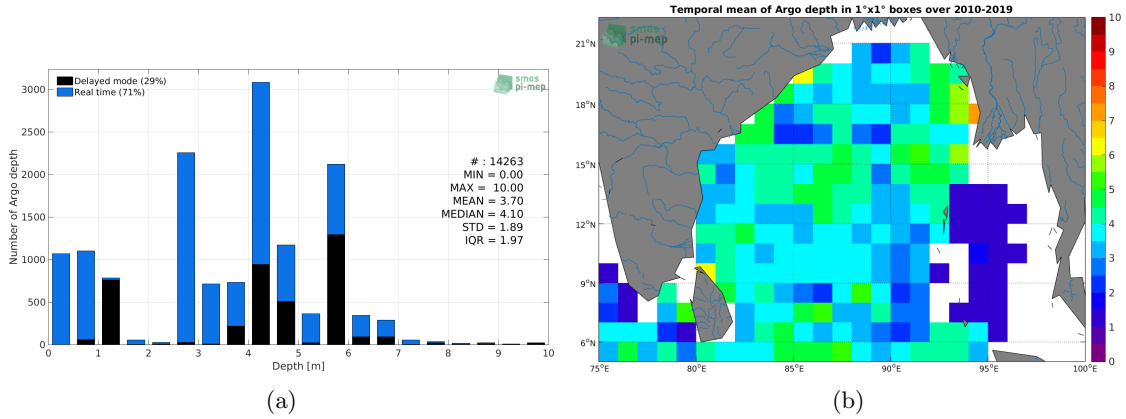 smos
pi-mep
Delayed mode (29%)
Real time (71%)
# : 14263
MIN = 0.00
MAX = 10.00
MEAN = 3.70
MEDIAN = 4.10
STD = 1.89
IQR = 1.97
Number of Argo depth
3000
2500
2000
1500
1000
500
0
0 1 2 3 4 5 6 7 8 9 10
Depth [m]
(a)
Temporal mean of Argo depth in 1°x1° boxes over 2010-2019
smos
pi-mep
21°N
18°N
15°N
12°N
9°N
6°N
75°E 80°E 85°E 90°E 95°E 100°E
10
9
8
7
6
5
4
3
2
1
0
(b)